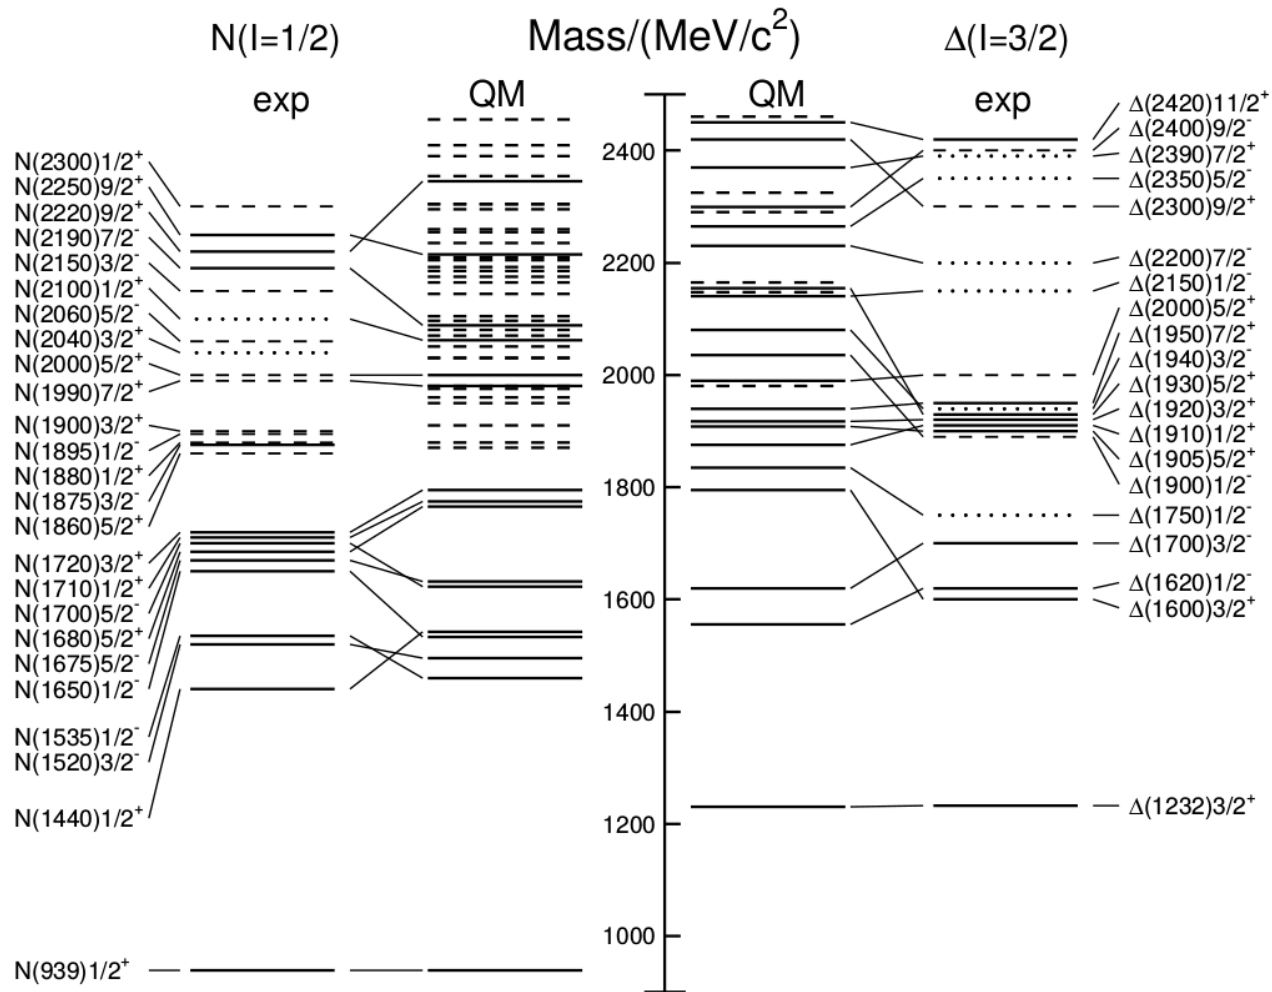 N(I=1/2) Mass/(MeV/c²) Δ(I=3/2)
exp QM QM exp
N(2300)1/2⁺
N(2250)9/2⁺
N(2220)9/2⁺
N(2190)7/2⁻
N(2150)3/2⁻
N(2100)1/2⁺
N(2060)5/2⁻
N(2040)3/2⁺
N(2000)5/2⁺
N(1990)7/2⁺
N(1900)3/2⁺
N(1895)1/2⁻
N(1880)1/2⁺
N(1875)3/2⁻
N(1860)5/2⁺
N(1720)3/2⁺
N(1710)1/2⁺
N(1700)5/2⁻
N(1680)5/2⁺
N(1675)5/2⁻
N(1650)1/2⁻
N(1535)1/2⁻
N(1520)3/2⁻
N(1440)1/2⁺
N(939)1/2⁺
2400
2200
2000
1800
1600
1400
1200
1000
Δ(2420)11/2⁺
Δ(2400)9/2⁻
Δ(2390)7/2⁺
Δ(2350)5/2⁻
Δ(2300)9/2⁺
Δ(2200)7/2⁻
Δ(2150)1/2⁻
Δ(2000)5/2⁺
Δ(1950)7/2⁺
Δ(1940)3/2⁻
Δ(1930)5/2⁺
Δ(1920)3/2⁺
Δ(1910)1/2⁺
Δ(1905)5/2⁺
Δ(1900)1/2⁻
Δ(1750)1/2⁻
Δ(1700)3/2⁻
Δ(1620)1/2⁻
Δ(1600)3/2⁺
Δ(1232)3/2⁺